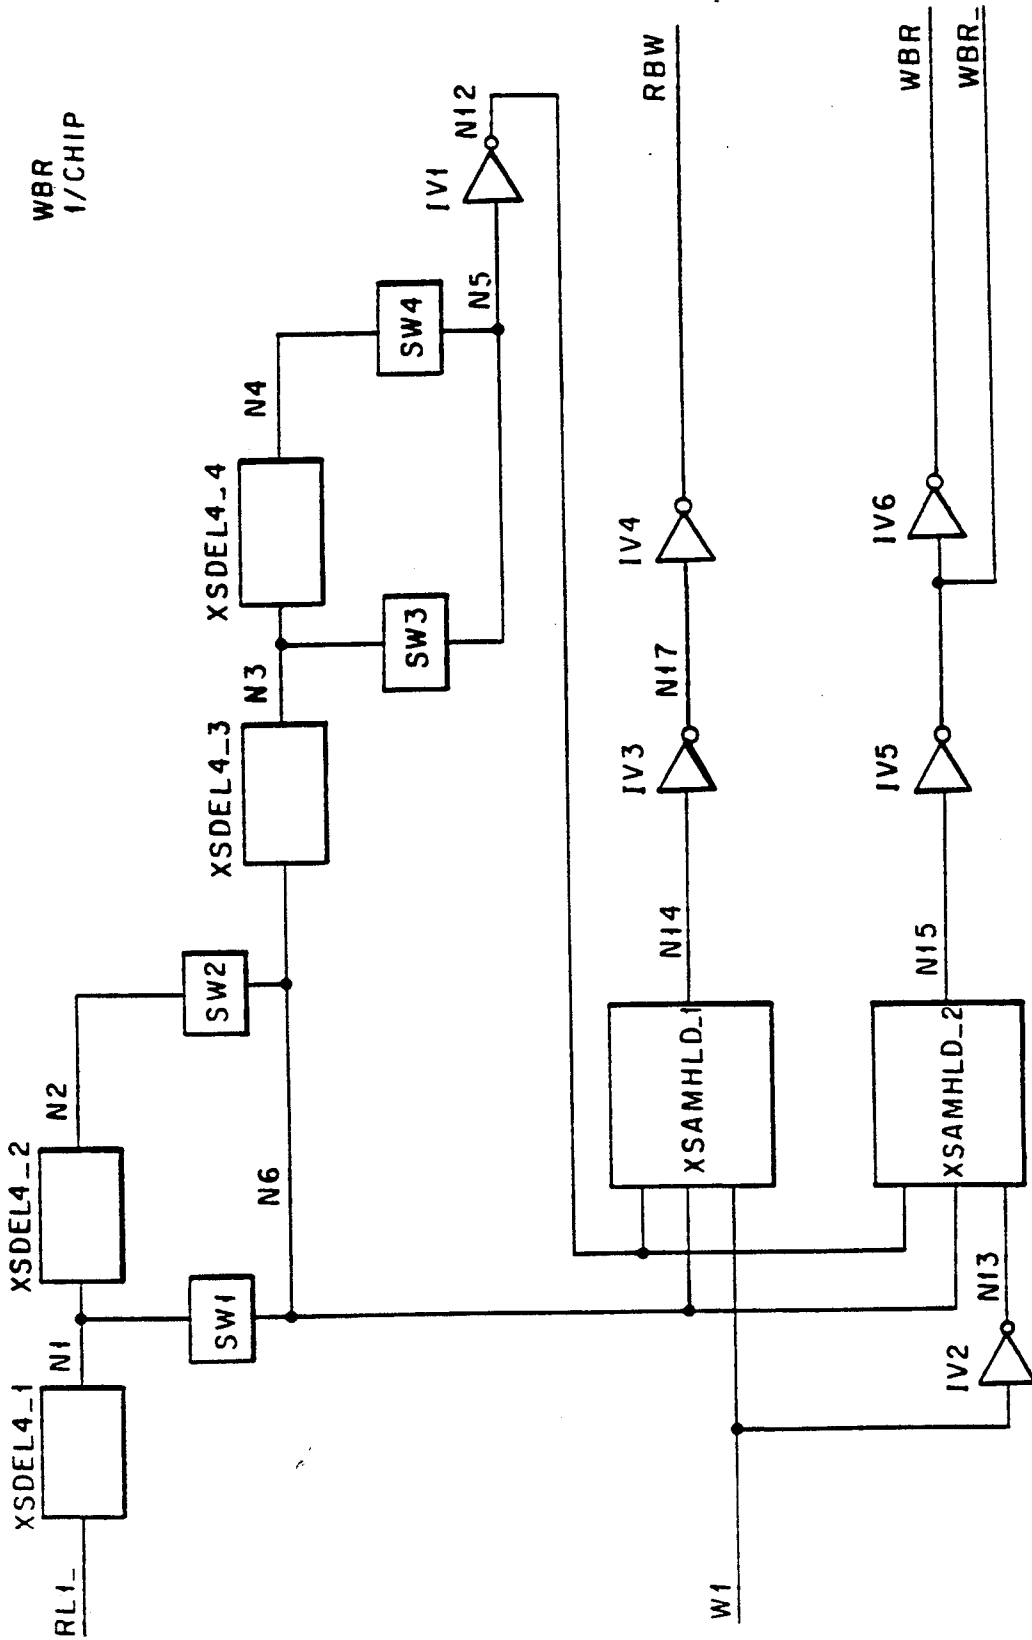 WBR
1/CHIP
RL1_
XSDEL4_1
N1
XSDEL4_2
N2
SW1
SW2
N6
XSDEL4_3
N3
XSDEL4_4
N4
SW3
SW4
N5
IV1
N12
W1
XSAMHLD_1
N14
IV3
N17
IV4
RBW
IV2
N13
XSAMHLD_2
N15
IV5
IV6
WBR
WBR_